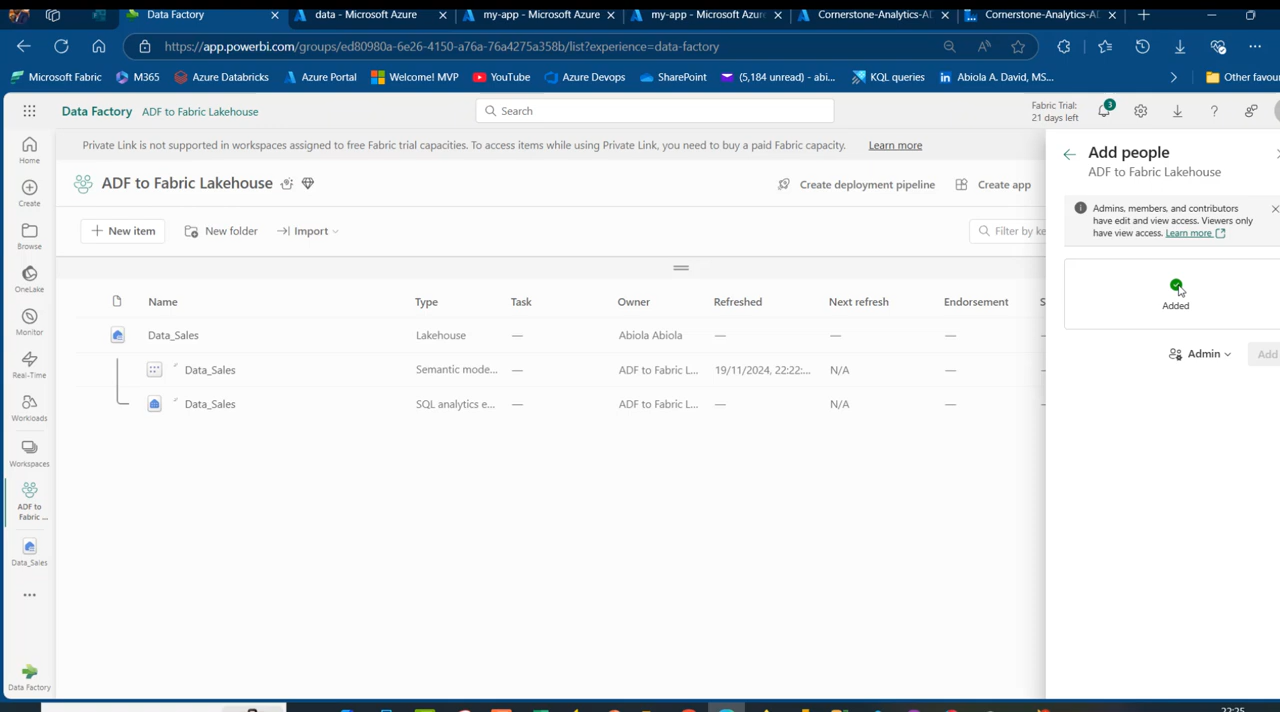 Data Factory
data - Microsoft Azure
my-app - Microsoft Azure
my-app - Microsoft Azure
Cornerstone-Analytics-AD
Cornerstone-Analytics-AD
https://app.powerbi.com/groups/ed80980a-6e26-4150-a76a-76a4275a358b/list?experience=data-factory
Microsoft Fabric
M365
Azure Databricks
Azure Portal
Welcome! MVP
YouTube
Azure Devops
SharePoint
(5,184 unread) - abi...
KQL queries
Abiola A. David, MS...
Other favour
Data Factory
ADF to Fabric Lakehouse
Search
Fabric Trial:
21 days left
3
Private Link is not supported in workspaces assigned to free Fabric trial capacities. To access items while using Private Link, you need to buy a paid Fabric capacity.
Learn more
ADF to Fabric Lakehouse
Create deployment pipeline
Create app
New item
New folder
Import
Filter by ke
Name
Type
Task
Owner
Refreshed
Next refresh
Endorsement
S
Data_Sales
Lakehouse
—
Abiola Abiola
—
—
—
Data_Sales
Semantic mode...
—
ADF to Fabric L...
19/11/2024, 22:22:...
N/A
—
Data_Sales
SQL analytics e...
—
ADF to Fabric L...
—
N/A
—
Home
Create
Browse
OneLake
Monitor
Real-Time
Workloads
Workspaces
ADF to
Fabric ...
Data_Sales
Data Factory
Add people
ADF to Fabric Lakehouse
Admins, members, and contributors
have edit and view access. Viewers only
have view access. Learn more
Added
Admin
Add
22:25